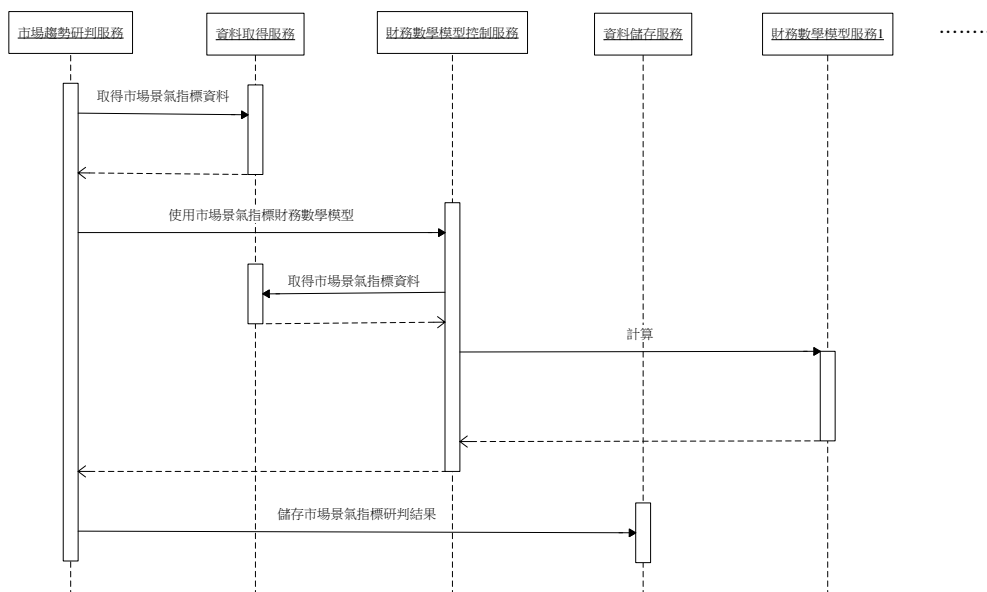 市場趨勢研判服務
資料取得服務
財務數學模型控制服務
資料儲存服務
財務數學模型服務1
........
取得市場景氣指標資料
使用市場景氣指標財務數學模型
取得市場景氣指標資料
計算
儲存市場景氣指標研判結果